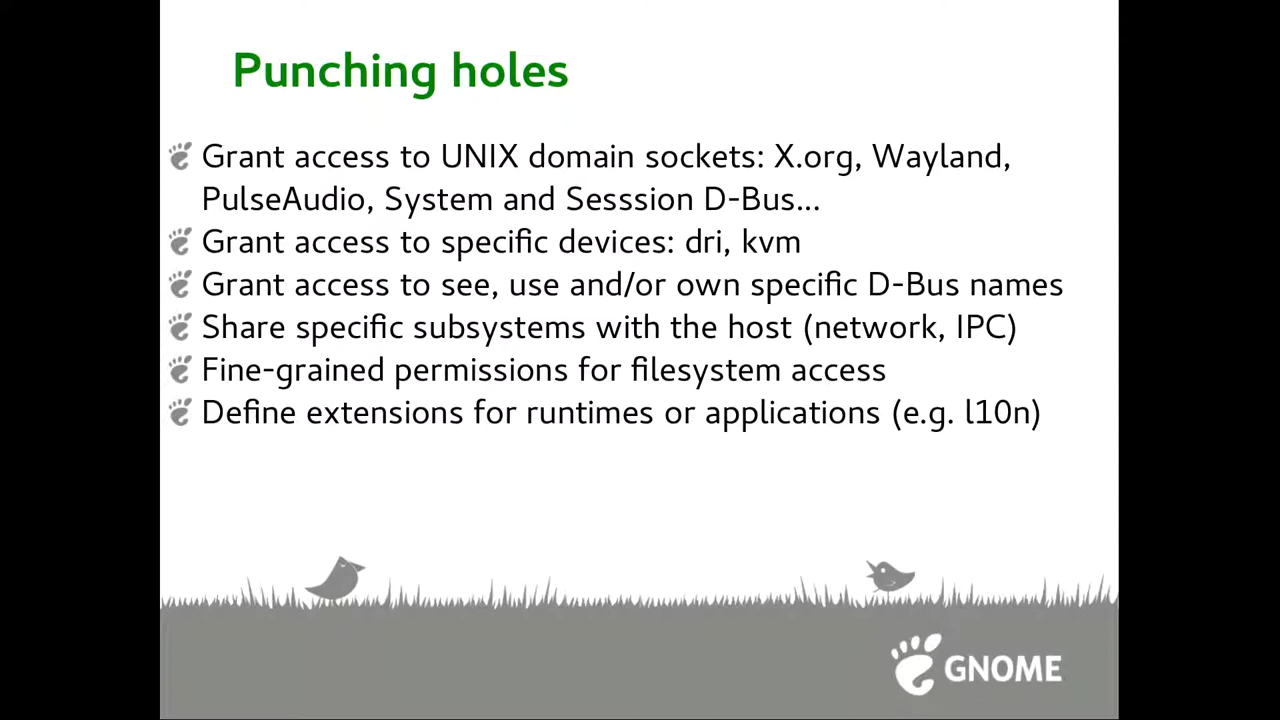 Punching holes
Grant access to UNIX domain sockets: X.org, Wayland,
PulseAudio, System and Sesssion D-Bus...
Grant access to specific devices: dri, kvm
Grant access to see, use and/or own specific D-Bus names
Share specific subsystems with the host (network, IPC)
Fine-grained permissions for filesystem access
Define extensions for runtimes or applications (e.g. l10n)
GNOME